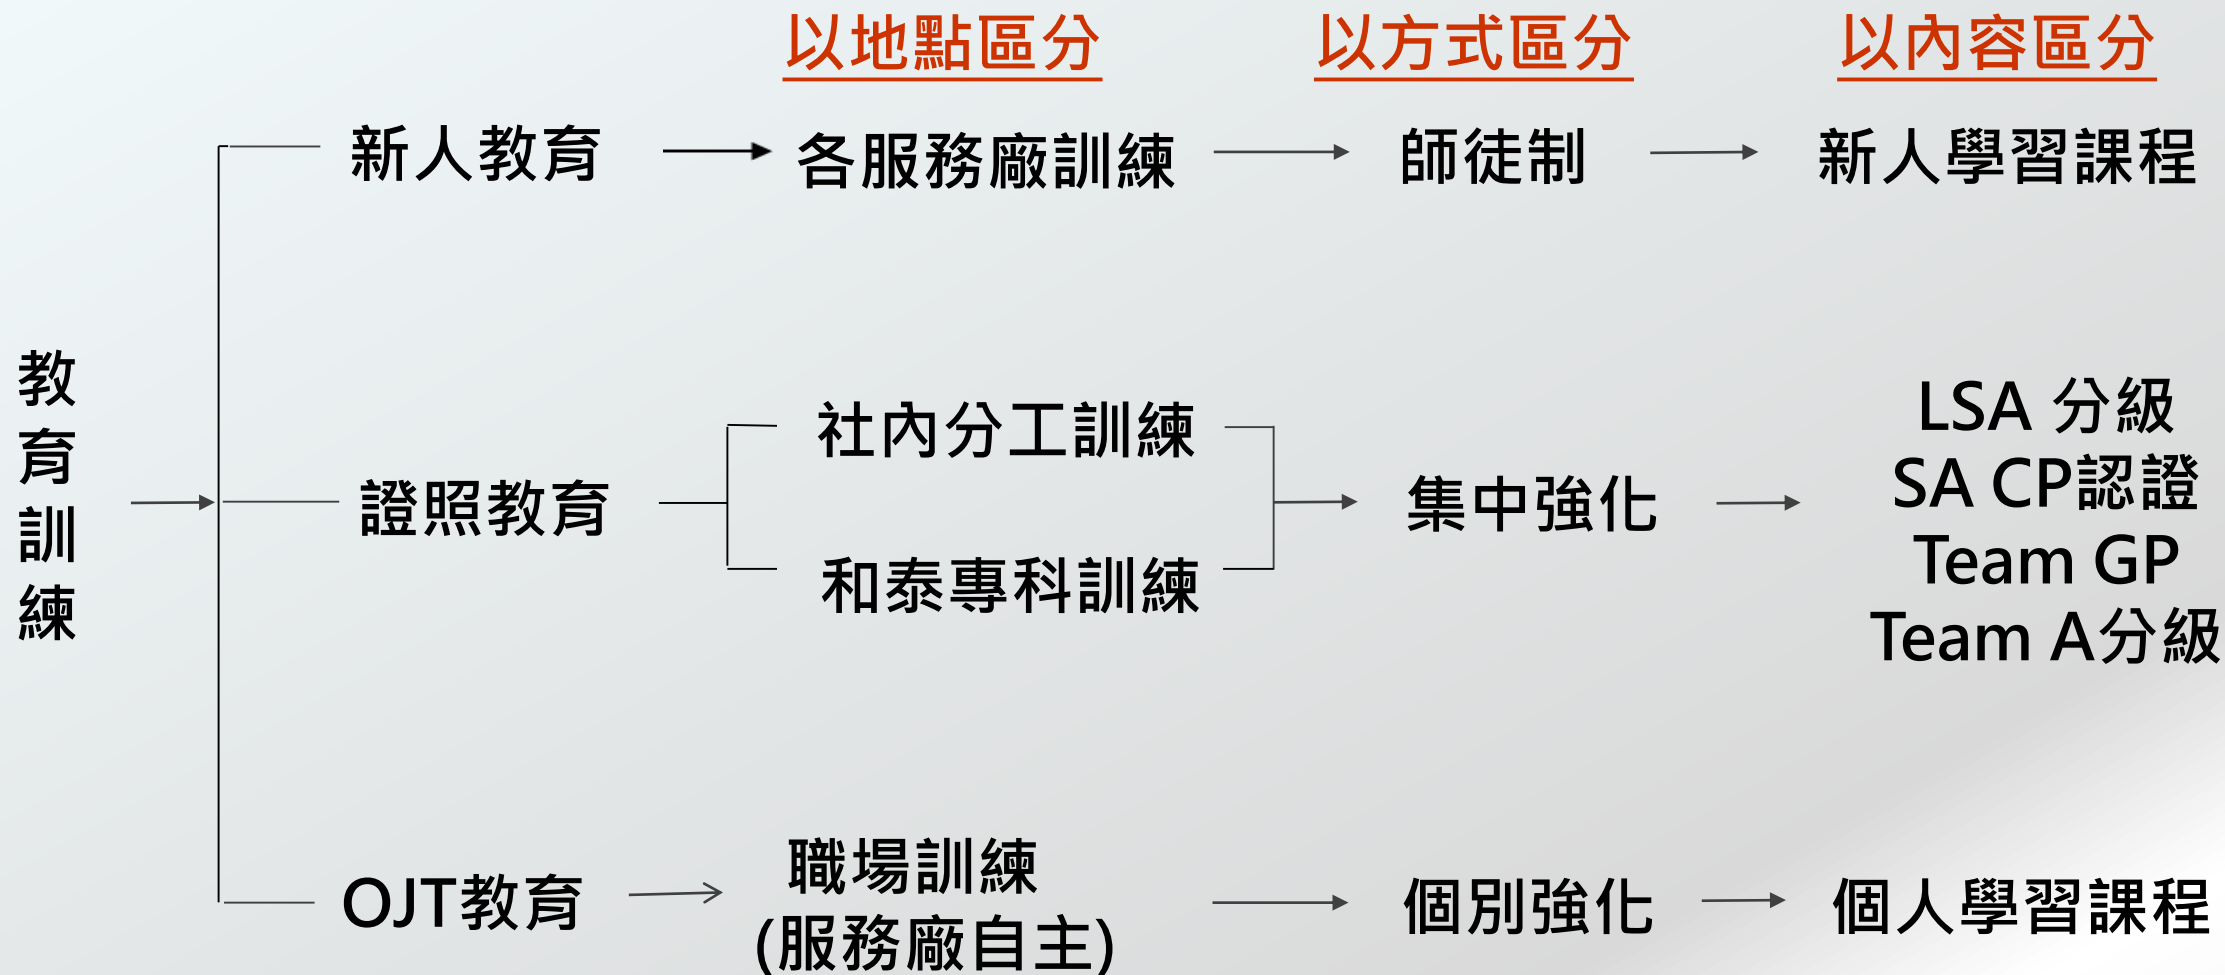 以地點區分
以方式區分
以內容區分
教育訓練
新人教育
各服務廠訓練
師徒制
新人學習課程
證照教育
社內分工訓練
和泰專科訓練
集中強化
LSA 分級
SA CP認證
Team GP
Team A分級
OJT教育
職場訓練
(服務廠自主)
個別強化
個人學習課程